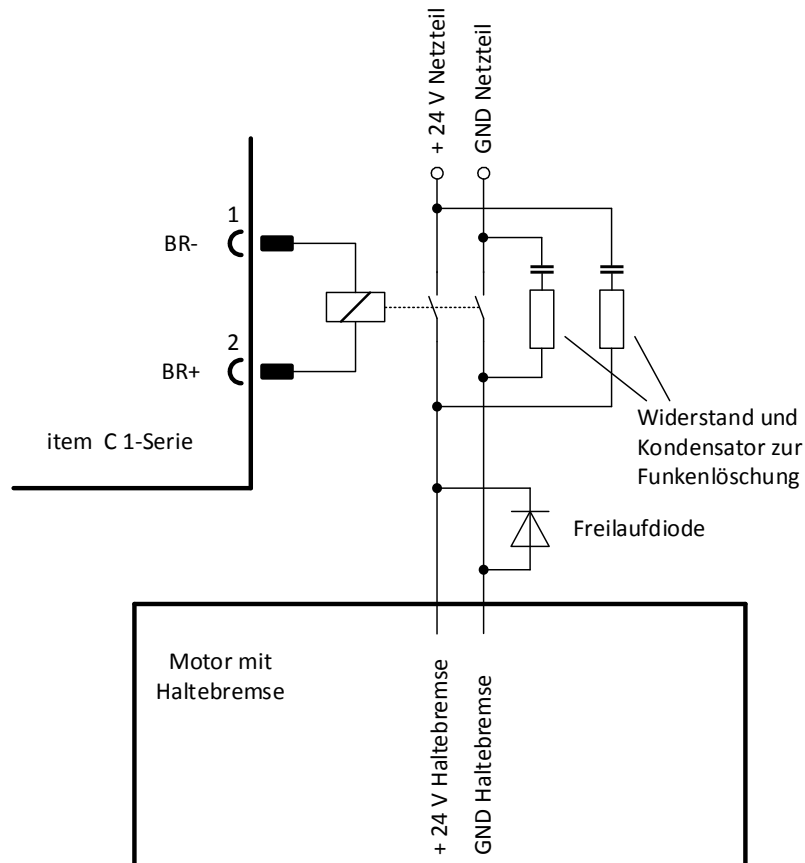 + 24 V Netzteil
GND Netzteil
1
BR-
2
BR+
item C 1-Serie
Widerstand und
Kondensator zur
Funkenlöschung
Freilaufdiode
Motor mit
Haltebremse
+ 24 V Haltebremse
GND Haltebremse